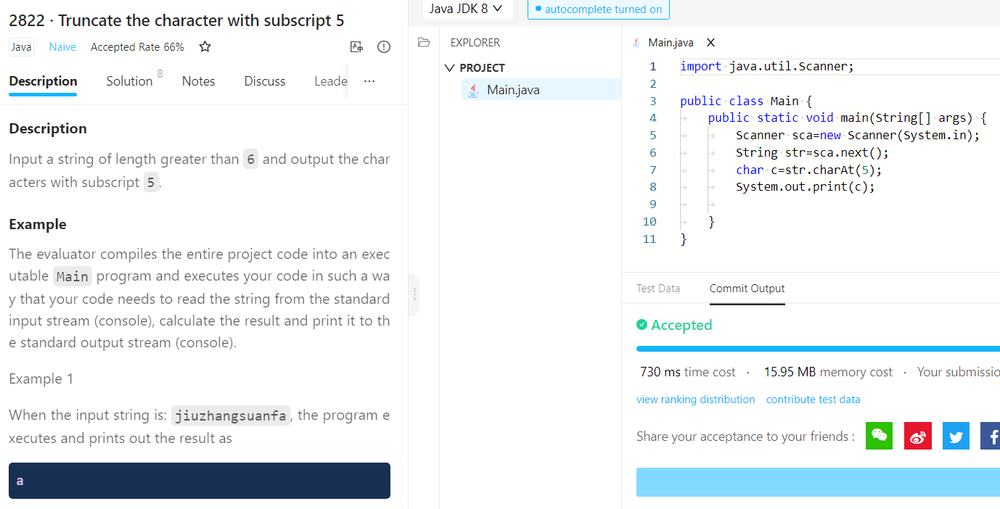 2822 · Truncate the character with subscript 5
Java Naive Accepted Rate 66%
Description Solution 8 Notes Discuss Leade ...
Description
Input a string of length greater than 6 and output the char
acters with subscript 5.
Example
The evaluator compiles the entire project code into an exec
utable Main program and executes your code in such a wa
y that your code needs to read the string from the standard
input stream (console), calculate the result and print it to th
e standard output stream (console).
Example 1
When the input string is: jiuzhangsuanfa, the program e
xecutes and prints out the result as
a
Java JDK 8 autocomplete turned on
EXPLORER
PROJECT
Main.java
Main.java X
1 import java.util.Scanner;
2
3 public class Main {
4 public static void main(String[] args) {
5 Scanner sca=new Scanner(System.in);
6 String str=sca.next();
7 char c=str.charAt(5);
8 System.out.print(c);
9
10 }
11 }
Test Data Commit Output
Accepted
730 ms time cost · 15.95 MB memory cost · Your submissio
view ranking distribution contribute test data
Share your acceptance to your friends :